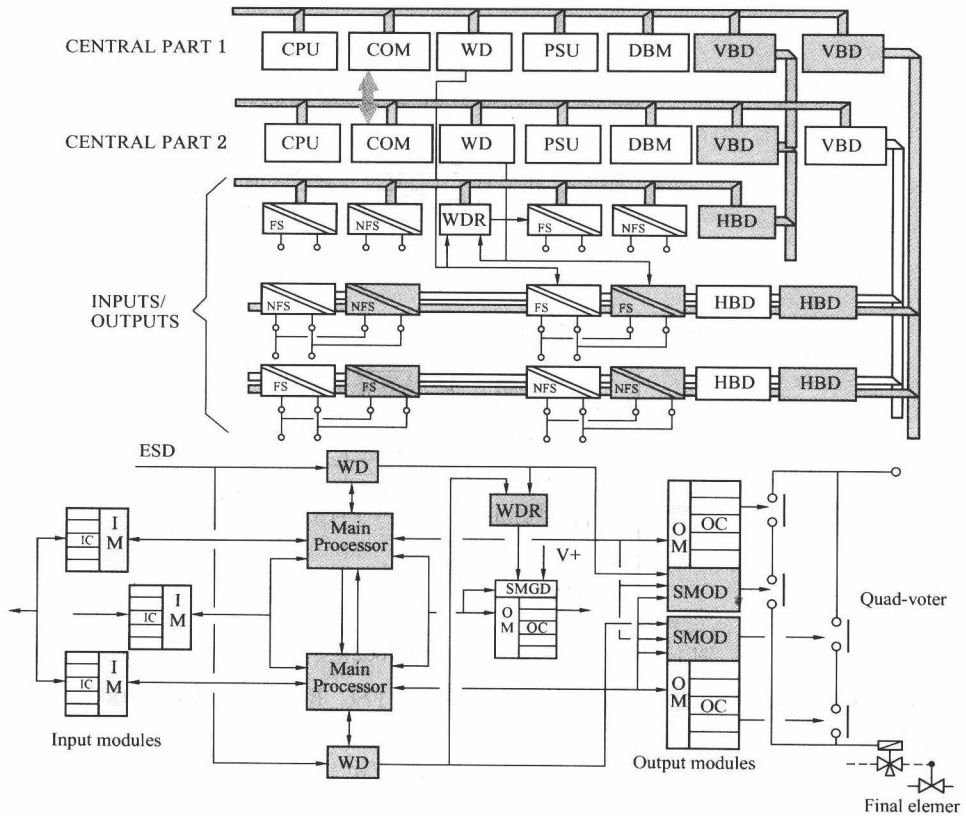 CENTRAL PART 1
CPU COM WD PSU DBM VBD VBD
CENTRAL PART 2
CPU COM WD PSU DBM VBD VBD
FS NFS WDR FS NFS HBD
INPUTS/
OUTPUTS
NFS NFS FS FS HBD HBD
FS FS NFS NFS HBD HBD
ESD
WD
WDR
Main
Processor
V+
IC I M
IC I M
IC I M
SMGD
O M OC
O M OC
SMOD
SMOD
O M OC
Quad-voter
Main
Processor
Input modules
WD
Output modules
Final elemer